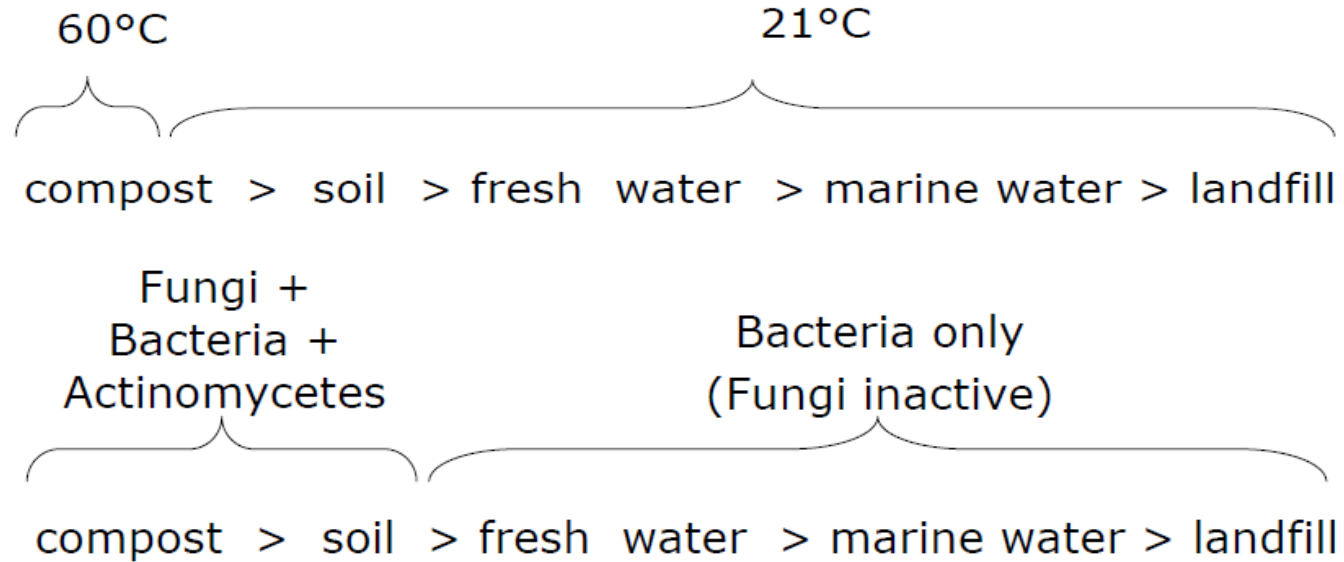 60°C 21°C
compost > soil > fresh water > marine water > landfill
Fungi +
Bacteria +
Actinomycetes
Bacteria only
(Fungi inactive)
compost > soil > fresh water > marine water > landfill